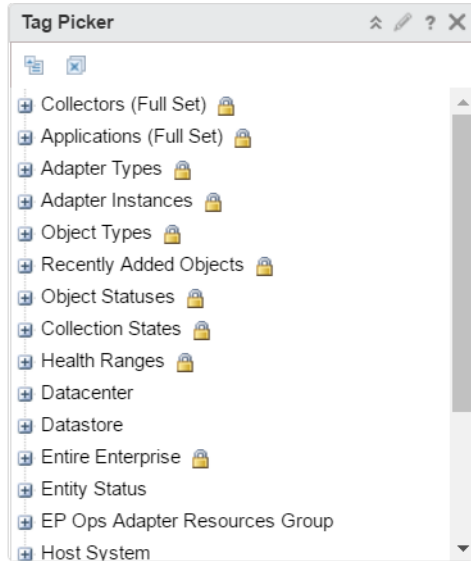 Tag Picker ?
Collectors (Full Set)
Applications (Full Set)
Adapter Types
Adapter Instances
Object Types
Recently Added Objects
Object Statuses
Collection States
Health Ranges
Datacenter
Datastore
Entire Enterprise
Entity Status
EP Ops Adapter Resources Group
Host System